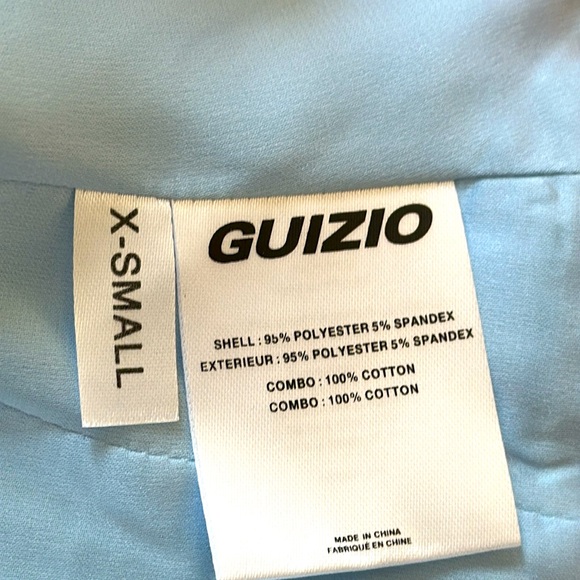 X-SMALL
GUIZIO
SHELL : 95% POLYESTER 5% SPANDEX
EXTERIEUR : 95% POLYESTER 5% SPANDEX
COMBO : 100% COTTON
COMBO : 100% COTTON
MADE IN CHINA
FABRIQUÉ EN CHINE